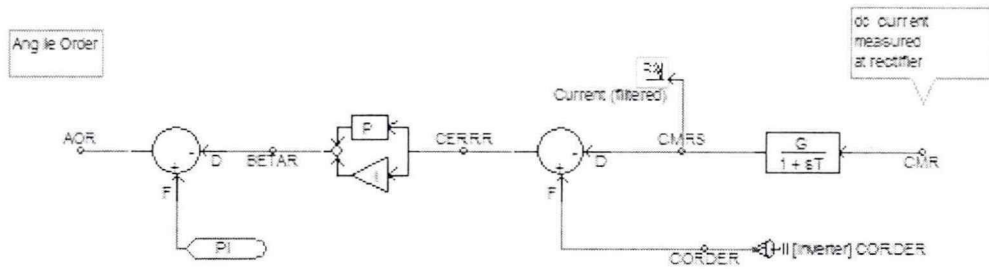 Angle Order
dc current
measured
at rectifier
Current (filtered)
AOR
D
BETAR
P
I
CERRR
D
CMRS
G
1 + sT
CMR
F
F
PI
CORDER
[inverter] CORDER